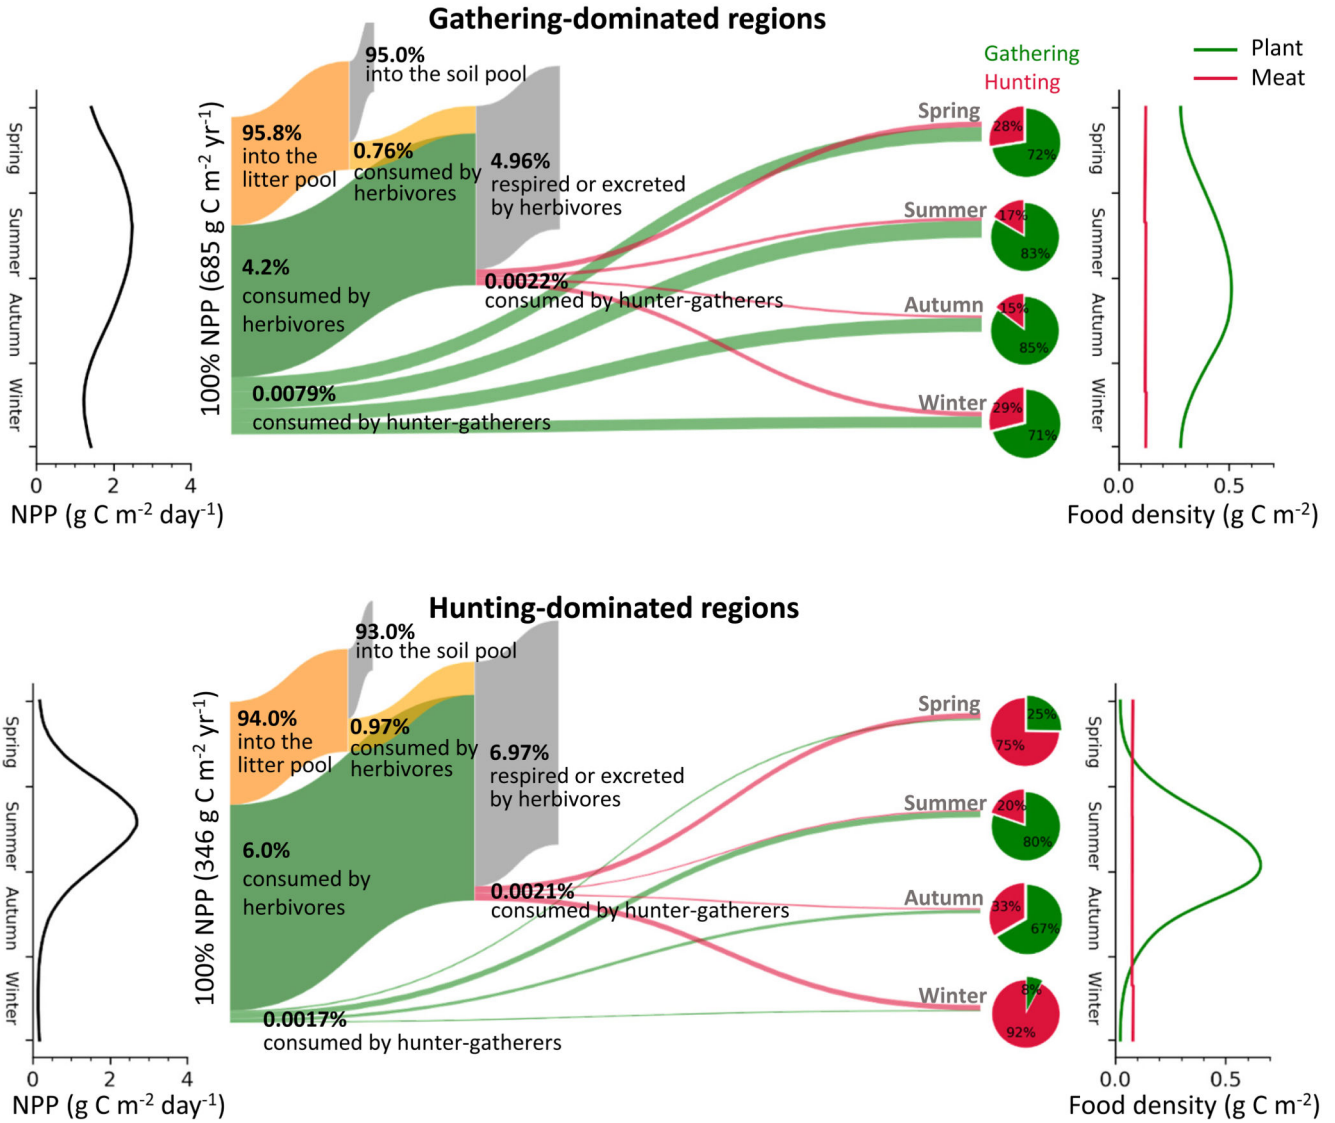 Gathering-dominated regions
Plant
Meat
Gathering
Hunting
95.0%
into the soil pool
95.8%
into the
litter pool
0.76%
consumed by
herbivores
4.96%
respired or excreted
by herbivores
4.2%
consumed by
herbivores
0.0022%
consumed by hunter-gatherers
0.0079%
consumed by hunter-gatherers
100% NPP (685 g C m-2 yr-1)
Spring
28%
72%
Summer
17%
83%
Autumn
15%
85%
Winter
29%
71%
Spring
Summer
Autumn
Winter
0 2 4
NPP (g C m-2 day-1)
Spring
Summer
Autumn
Winter
0.0 0.5
Food density (g C m-2)
Hunting-dominated regions
93.0%
into the soil pool
94.0%
into the
litter pool
0.97%
consumed by
herbivores
6.97%
respired or excreted
by herbivores
6.0%
consumed by
herbivores
0.0021%
consumed by hunter-gatherers
0.0017%
consumed by hunter-gatherers
100% NPP (346 g C m-2 yr-1)
Spring
25%
75%
Summer
20%
80%
Autumn
33%
67%
Winter
8%
92%
Spring
Summer
Autumn
Winter
0 2 4
NPP (g C m-2 day-1)
Spring
Summer
Autumn
Winter
0.0 0.5
Food density (g C m-2)